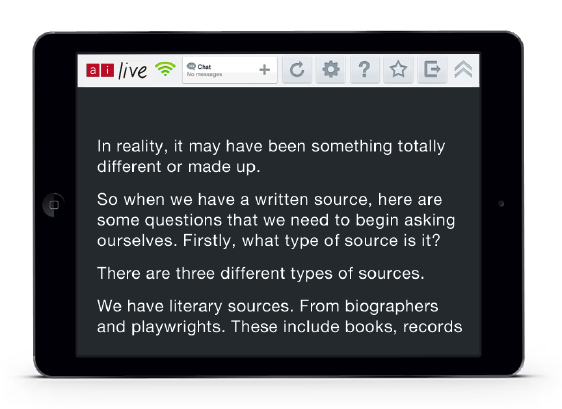 ai live
Chat
No messages
?
In reality, it may have been something totally
different or made up.
So when we have a written source, here are
some questions that we need to begin asking
ourselves. Firstly, what type of source is it?
There are three different types of sources.
We have literary sources. From biographers
and playwrights. These include books, records